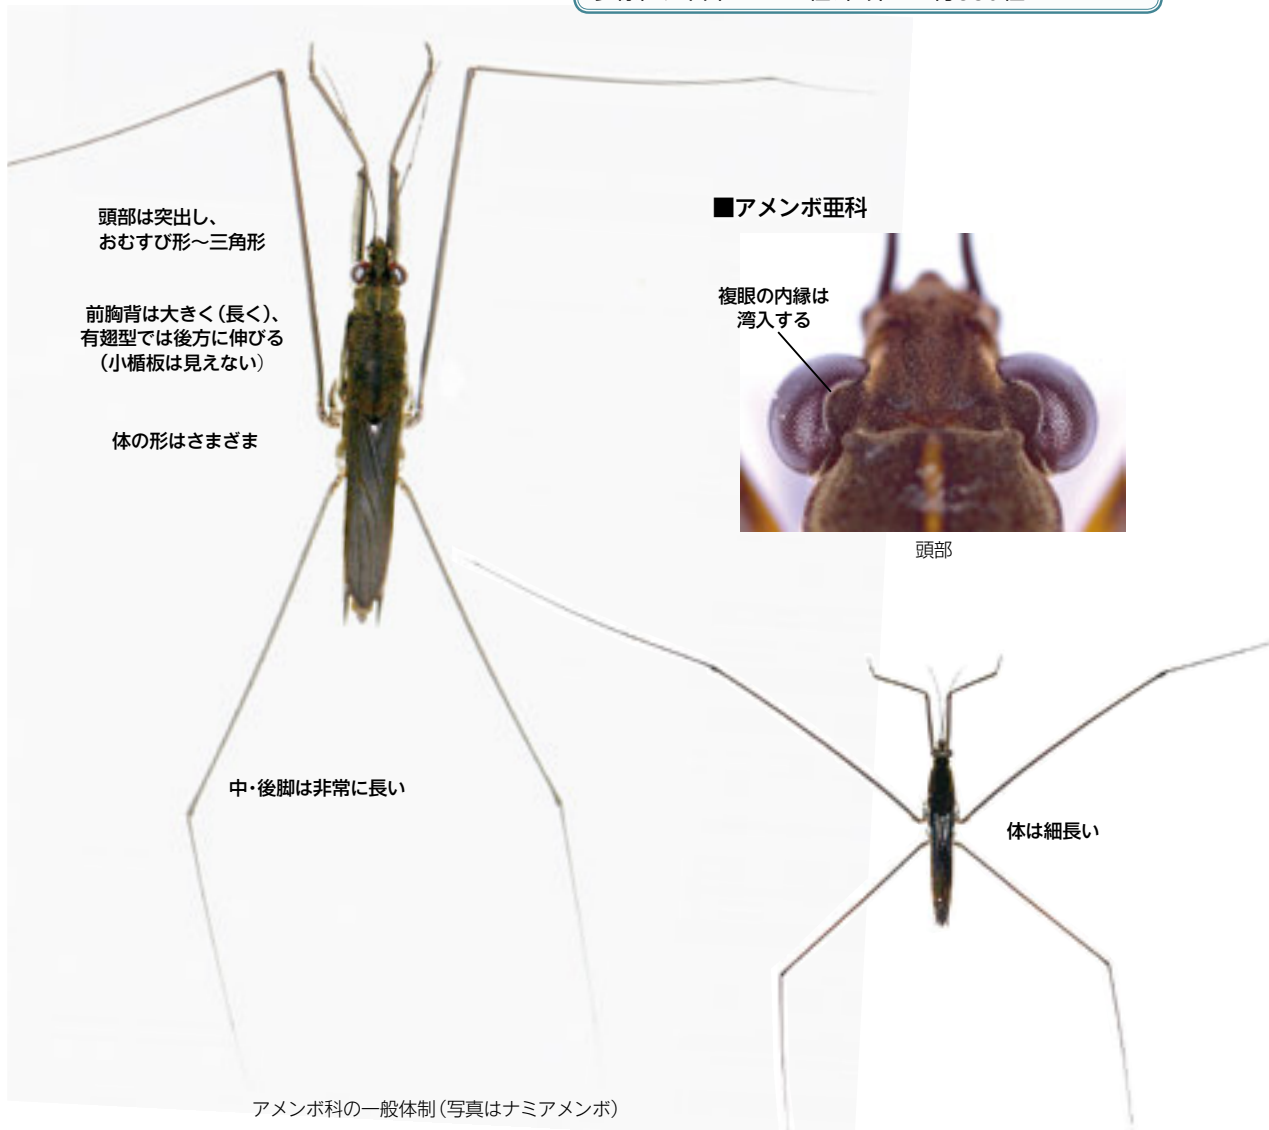 頭部は突出し、
おむすび形～三角形
前胸背は大きく（長く）、
有翅型では後方に伸びる
（小楯板は見えない）
体の形はさまざま
中・後脚は非常に長い
アメンボ科の一般体制（写真はナミアメンボ）
■アメンボ亜科
複眼の内縁は
湾入する
頭部
体は細長い